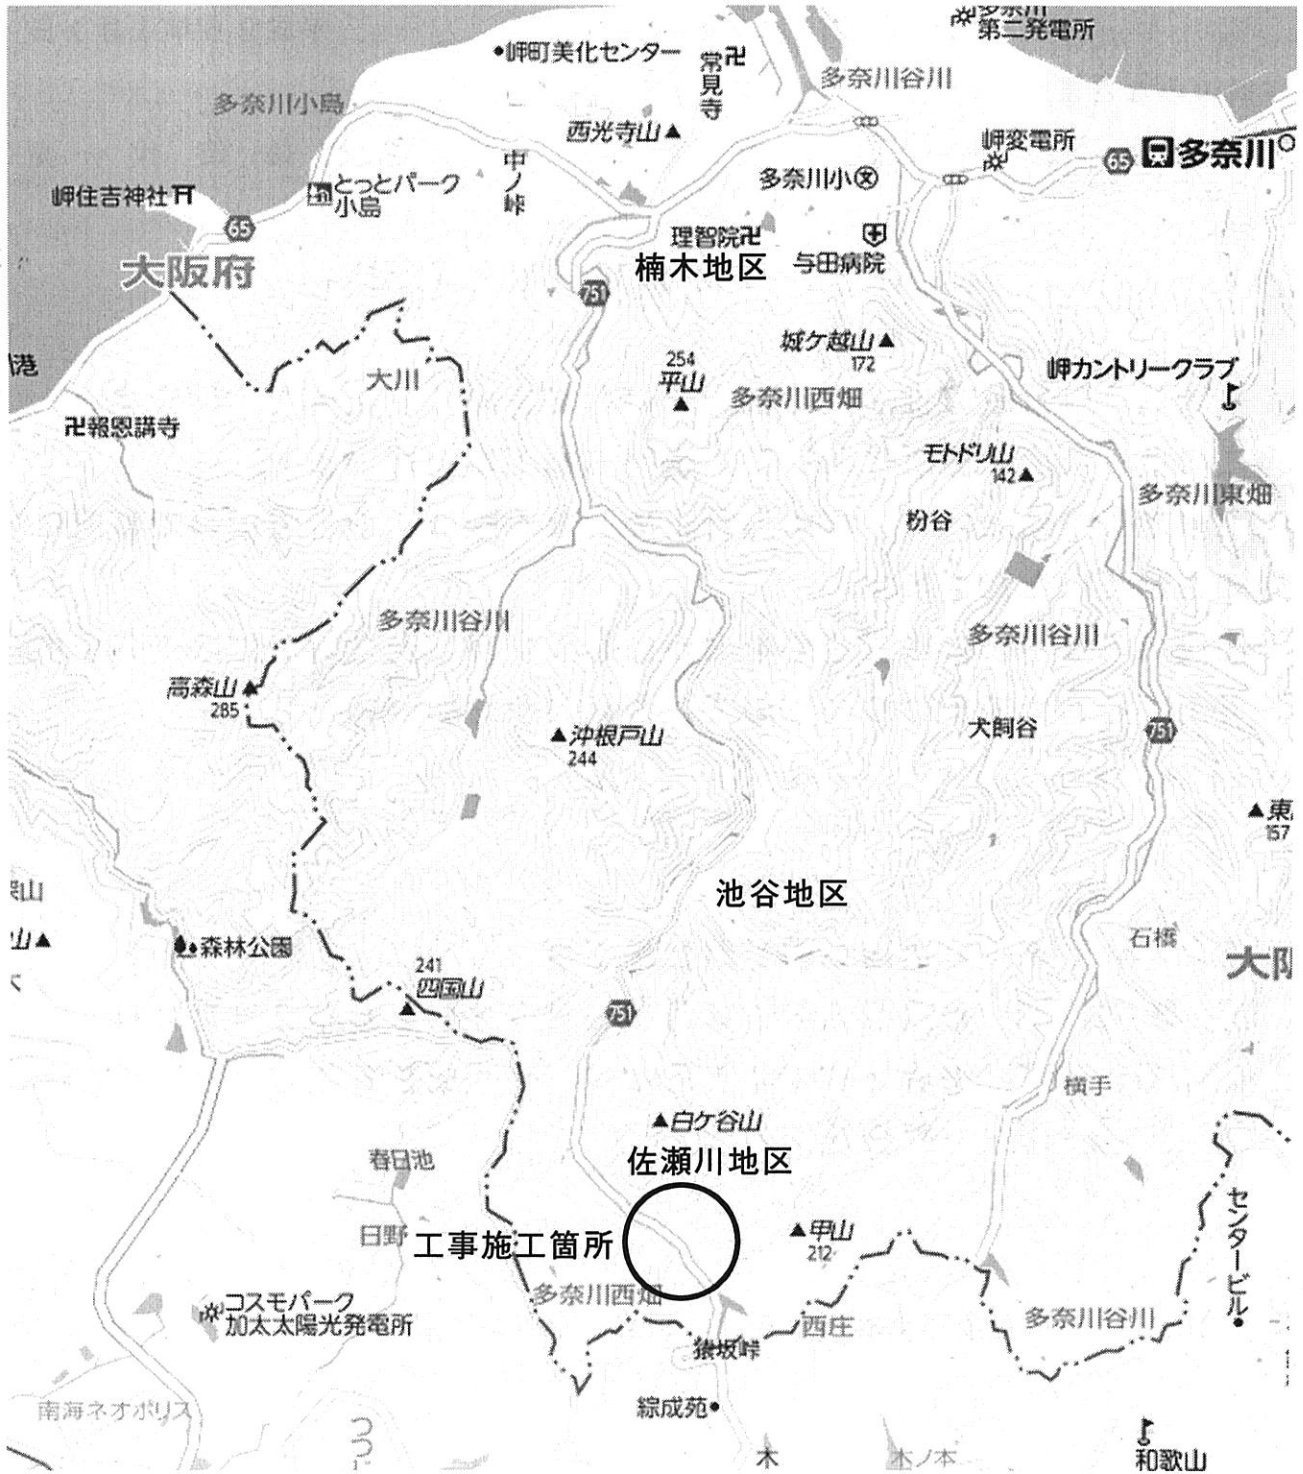 多奈川
第二発電所
岬町美化センター
常見寺
多奈川谷川
多奈川小島
西光寺山
中ノ峠
岬変電所
65
多奈川
多奈川小
とっとパーク
小島
岬住吉神社
65
理智院
楠木地区
与田病院
大阪府
751
城ケ越山
172
254
平山
岬カントリークラブ
港
大川
多奈川西畑
報恩講寺
モトドリ山
142
多奈川東畑
枌谷
多奈川谷川
多奈川谷川
高森山
285
沖根戸山
244
犬飼谷
751
東
157
池谷地区
山
山
森林公園
石橋
大阪
241
四国山
751
横手
白ケ谷山
佐瀬川地区
春日池
日野
工事施工箇所
甲山
212
センタービル
多奈川西畑
コスモパーク
加太太陽光発電所
西庄
多奈川谷川
猿坂峠
南海ネオポリス
綜成苑
つつ
木
木ノ本
和歌山